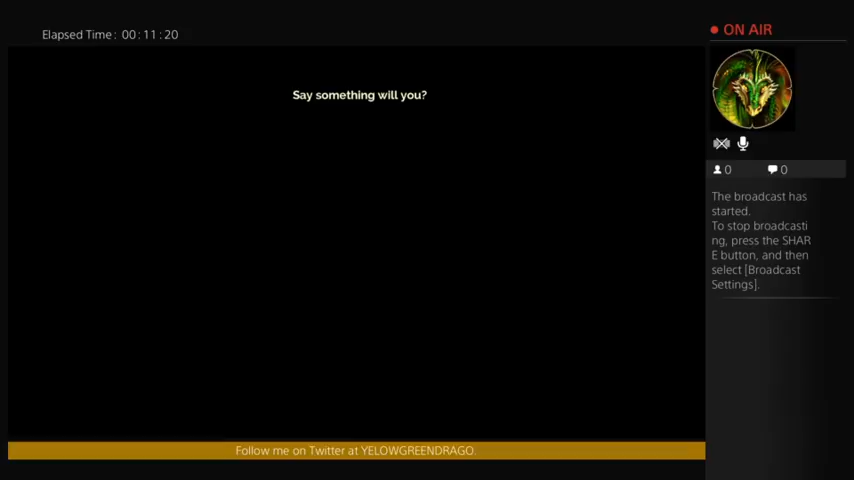 Elapsed Time: 00:11:20
ON AIR
Say something will you?
0 0
The broadcast has
started.
To stop broadcasti
ng, press the SHAR
E button, and then
select [Broadcast
Settings].
Follow me on Twitter at YELOWGREENDRAGO.